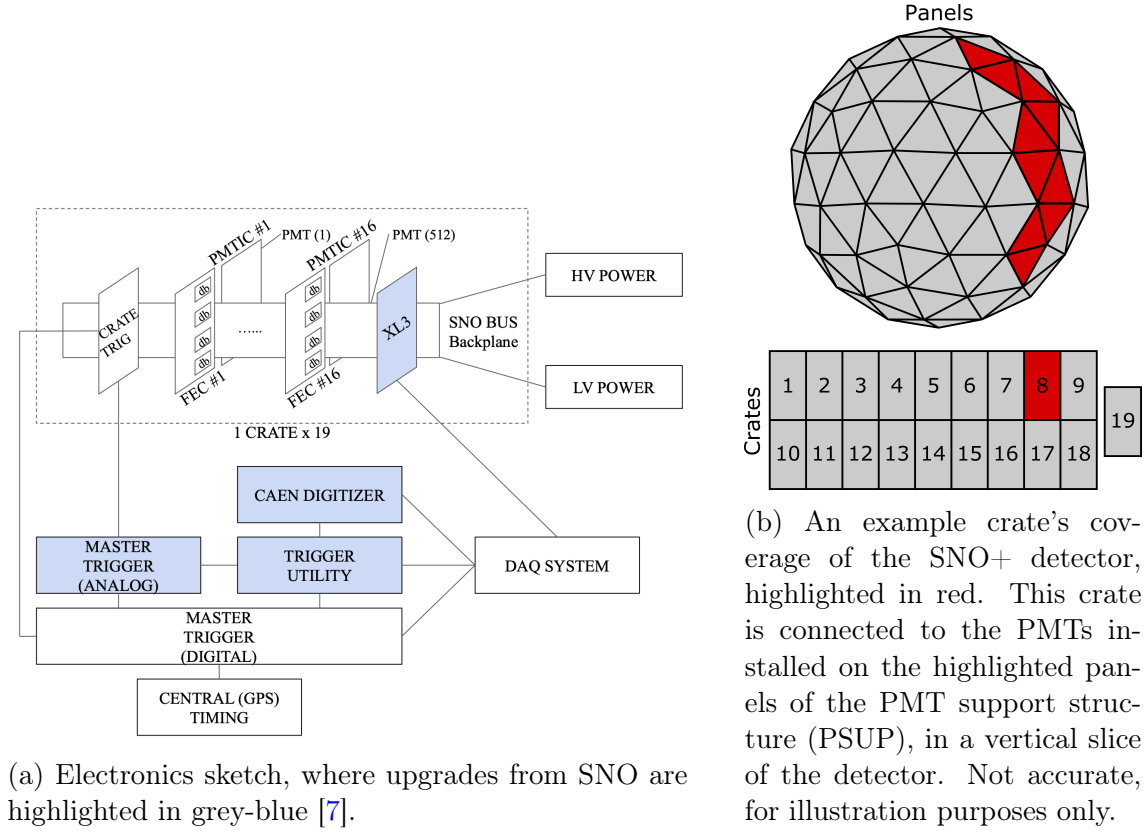 PMTIC #1
PMT (1)
PMTIC #16
PMT (512)
CRATE
TRIG
db
db
db
db
FEC #1
......
db
db
db
db
FEC #16
XL3
SNO BUS
Backplane
HV POWER
LV POWER
1 CRATE x 19
CAEN DIGITIZER
MASTER
TRIGGER
(ANALOG)
TRIGGER
UTILITY
DAQ SYSTEM
MASTER
TRIGGER
(DIGITAL)
CENTRAL (GPS)
TIMING
(a) Electronics sketch, where upgrades from SNO are
highlighted in grey-blue [7].
Panels
Crates
1 2 3 4 5 6 7 8 9
10 11 12 13 14 15 16 17 18
19
(b) An example crate's cov-
erage of the SNO+ detector,
highlighted in red. This crate
is connected to the PMTs in-
stalled on the highlighted pan-
els of the PMT support struc-
ture (PSUP), in a vertical slice
of the detector. Not accurate,
for illustration purposes only.